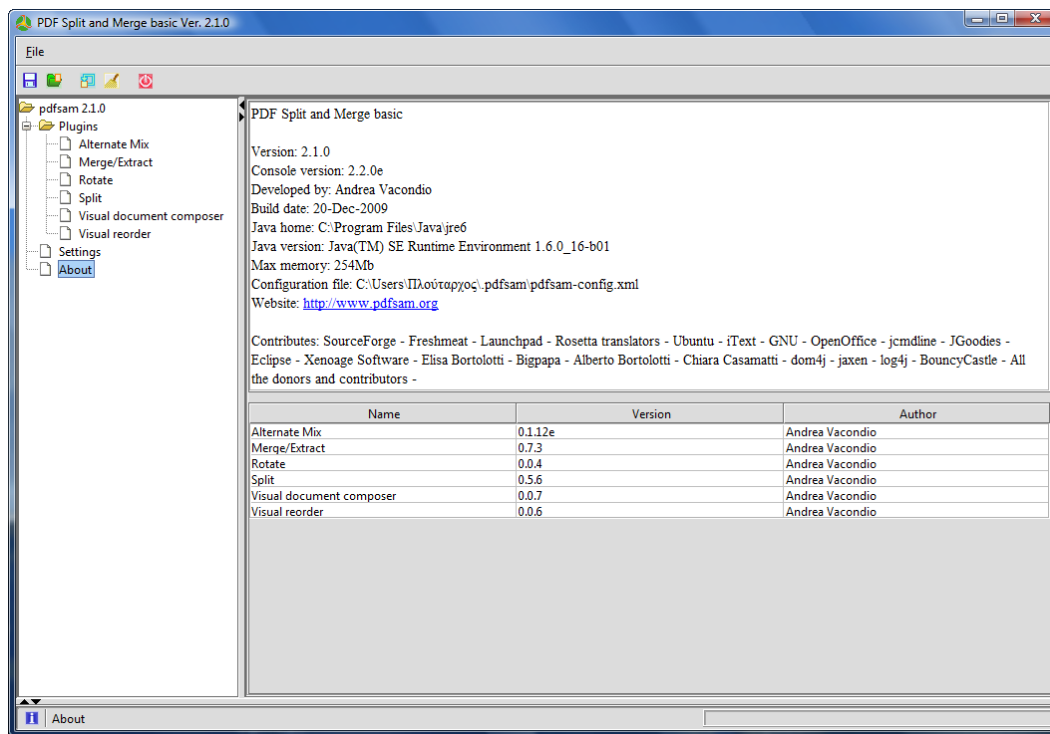 PDF Split and Merge basic Ver. 2.1.0
File
pdfsam 2.1.0
Plugins
Alternate Mix
Merge/Extract
Rotate
Split
Visual document composer
Visual reorder
Settings
About
PDF Split and Merge basic
Version: 2.1.0
Console version: 2.2.0e
Developed by: Andrea Vacondio
Build date: 20-Dec-2009
Java home: C:\Program Files\Java\jre6
Java version: Java(TM) SE Runtime Environment 1.6.0_16-b01
Max memory: 254Mb
Configuration file: C:\Users\Πλούταρχος\.pdfsam\pdfsam-config.xml
Website: http://www.pdfsam.org
Contributes: SourceForge - Freshmeat - Launchpad - Rosetta translators - Ubuntu - iText - GNU - OpenOffice - jcmdline - JGoodies -
Eclipse - Xenoage Software - Elisa Bortolotti - Bigpapa - Alberto Bortolotti - Chiara Casamatti - dom4j - jaxen - log4j - BouncyCastle - All
the donors and contributors -
Name Version Author
Alternate Mix 0.1.12e Andrea Vacondio
Merge/Extract 0.7.3 Andrea Vacondio
Rotate 0.0.4 Andrea Vacondio
Split 0.5.6 Andrea Vacondio
Visual document composer 0.0.7 Andrea Vacondio
Visual reorder 0.0.6 Andrea Vacondio
About